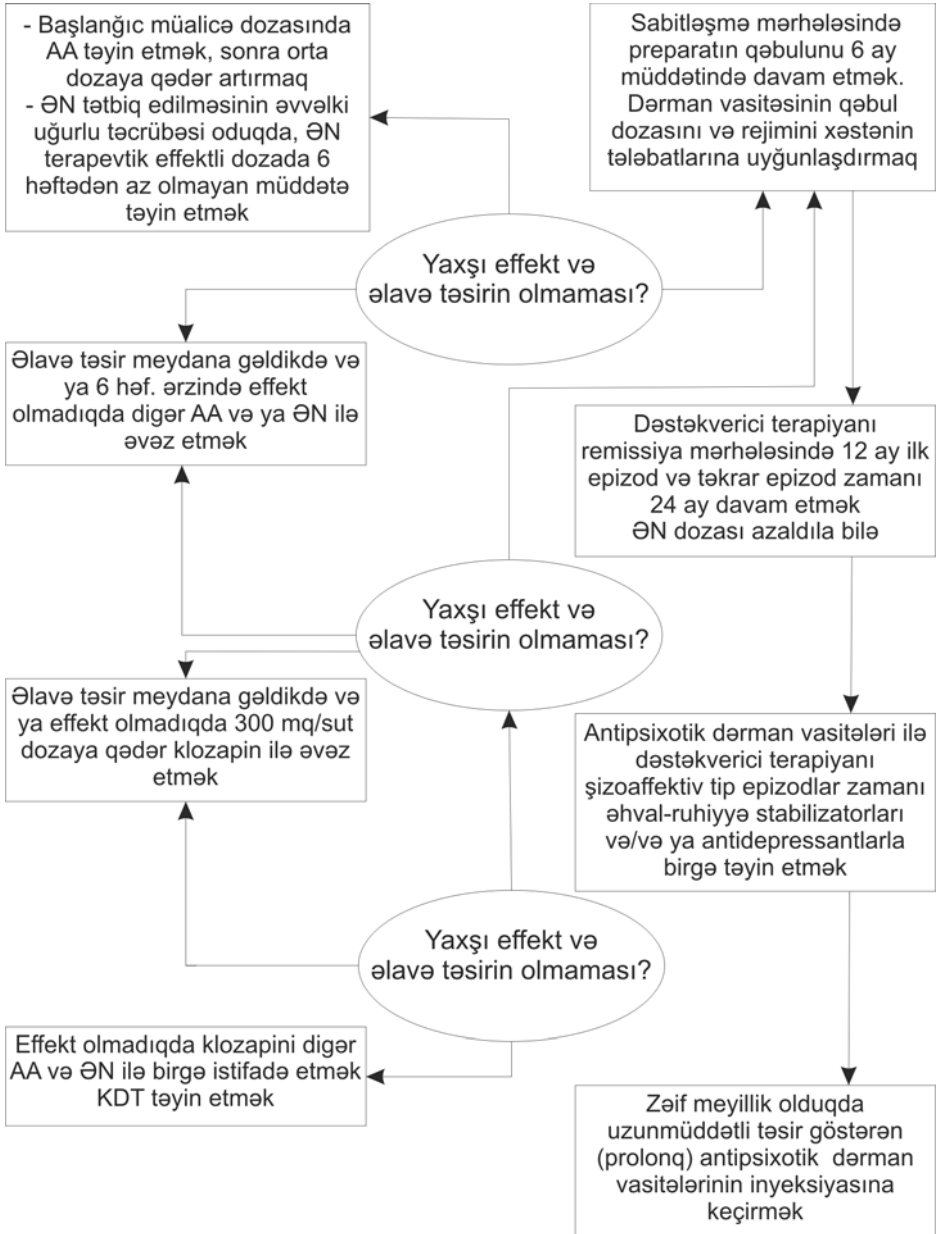 - Başlanğıc müalicə dozasında
AA təyin etmək, sonra orta
dozaya qədər artırmaq
- ƏN tətbiq edilməsinin əvvəlki
uğurlu təcrübəsi oduqda, ƏN
terapevtik effektli dozada 6
həftədən az olmayan müddətə
təyin etmək
Sabitləşmə mərhələsində
preparatın qəbulunu 6 ay
müddətində davam etmək.
Dərman vasitəsinin qəbul
dozasını və rejimini xəstənin
tələbatlarına uyğunlaşdırmaq
Yaxşı effekt və
əlavə təsirin olmaması?
Əlavə təsir meydana gəldikdə və
ya 6 həf. ərzində effekt
olmadıqda digər AA və ya ƏN ilə
əvəz etmək
Dəstəkverici terapiyanı
remissiya mərhələsində 12 ay ilk
epizod və təkrar epizod zamanı
24 ay davam etmək
ƏN dozası azaldıla bilə
Yaxşı effekt və
əlavə təsirin olmaması?
Əlavə təsir meydana gəldikdə və
ya effekt olmadıqda 300 mq/sut
dozaya qədər klozapin ilə əvəz
etmək
Antipsixotik dərman vasitələri ilə
dəstəkverici terapiyanı
şizoaffektiv tip epizodlar zamanı
əhval-ruhiyyə stabilizatorları
və/və ya antidepressantlarla
birgə təyin etmək
Yaxşı effekt və
əlavə təsirin olmaması?
Effekt olmadıqda klozapini digər
AA və ƏN ilə birgə istifadə etmək
KDT təyin etmək
Zəif meyillik olduqda
uzunmüddətli təsir göstərən
(prolonq) antipsixotik dərman
vasitələrinin inyeksiyasına
keçirmək